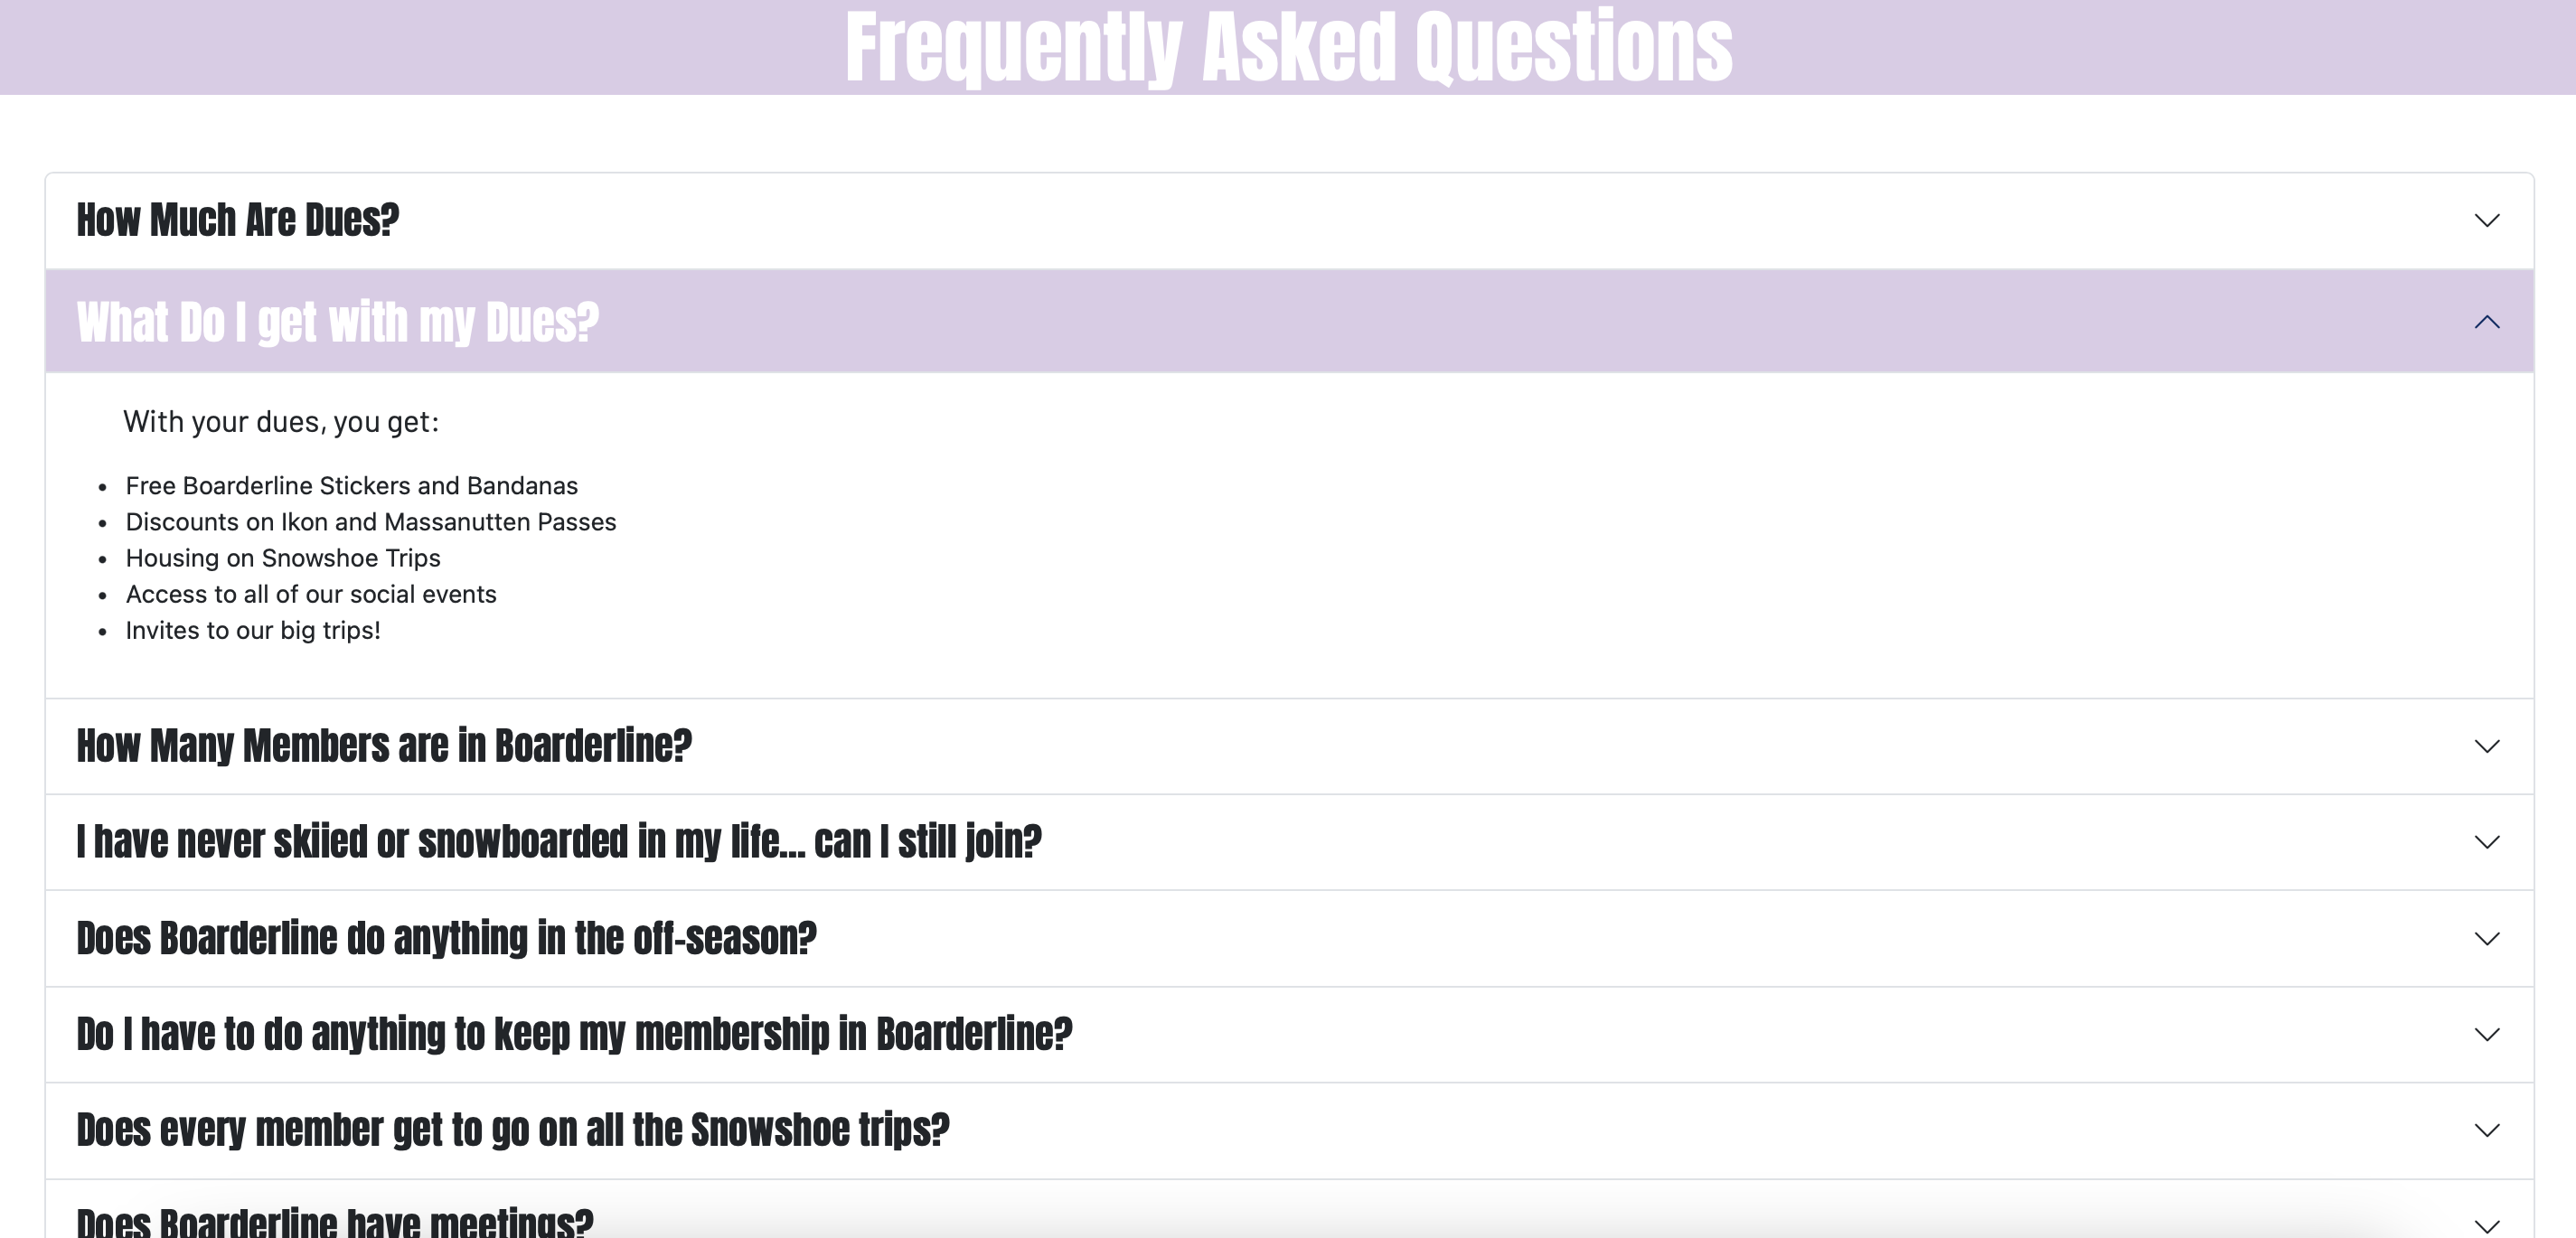 Frequently Asked Questions
How Much Are Dues?
What Do I get with my Dues?
With your dues, you get:
• Free Boarderline Stickers and Bandanas
• Discounts on Ikon and Massanutten Passes
• Housing on Snowshoe Trips
• Access to all of our social events
• Invites to our big trips!
How Many Members are in Boarderline?
I have never skiied or snowboarded in my life... can I still join?
Does Boarderline do anything in the off-season?
Do I have to do anything to keep my membership in Boarderline?
Does every member get to go on all the Snowshoe trips?
Does Boarderline have meetings?